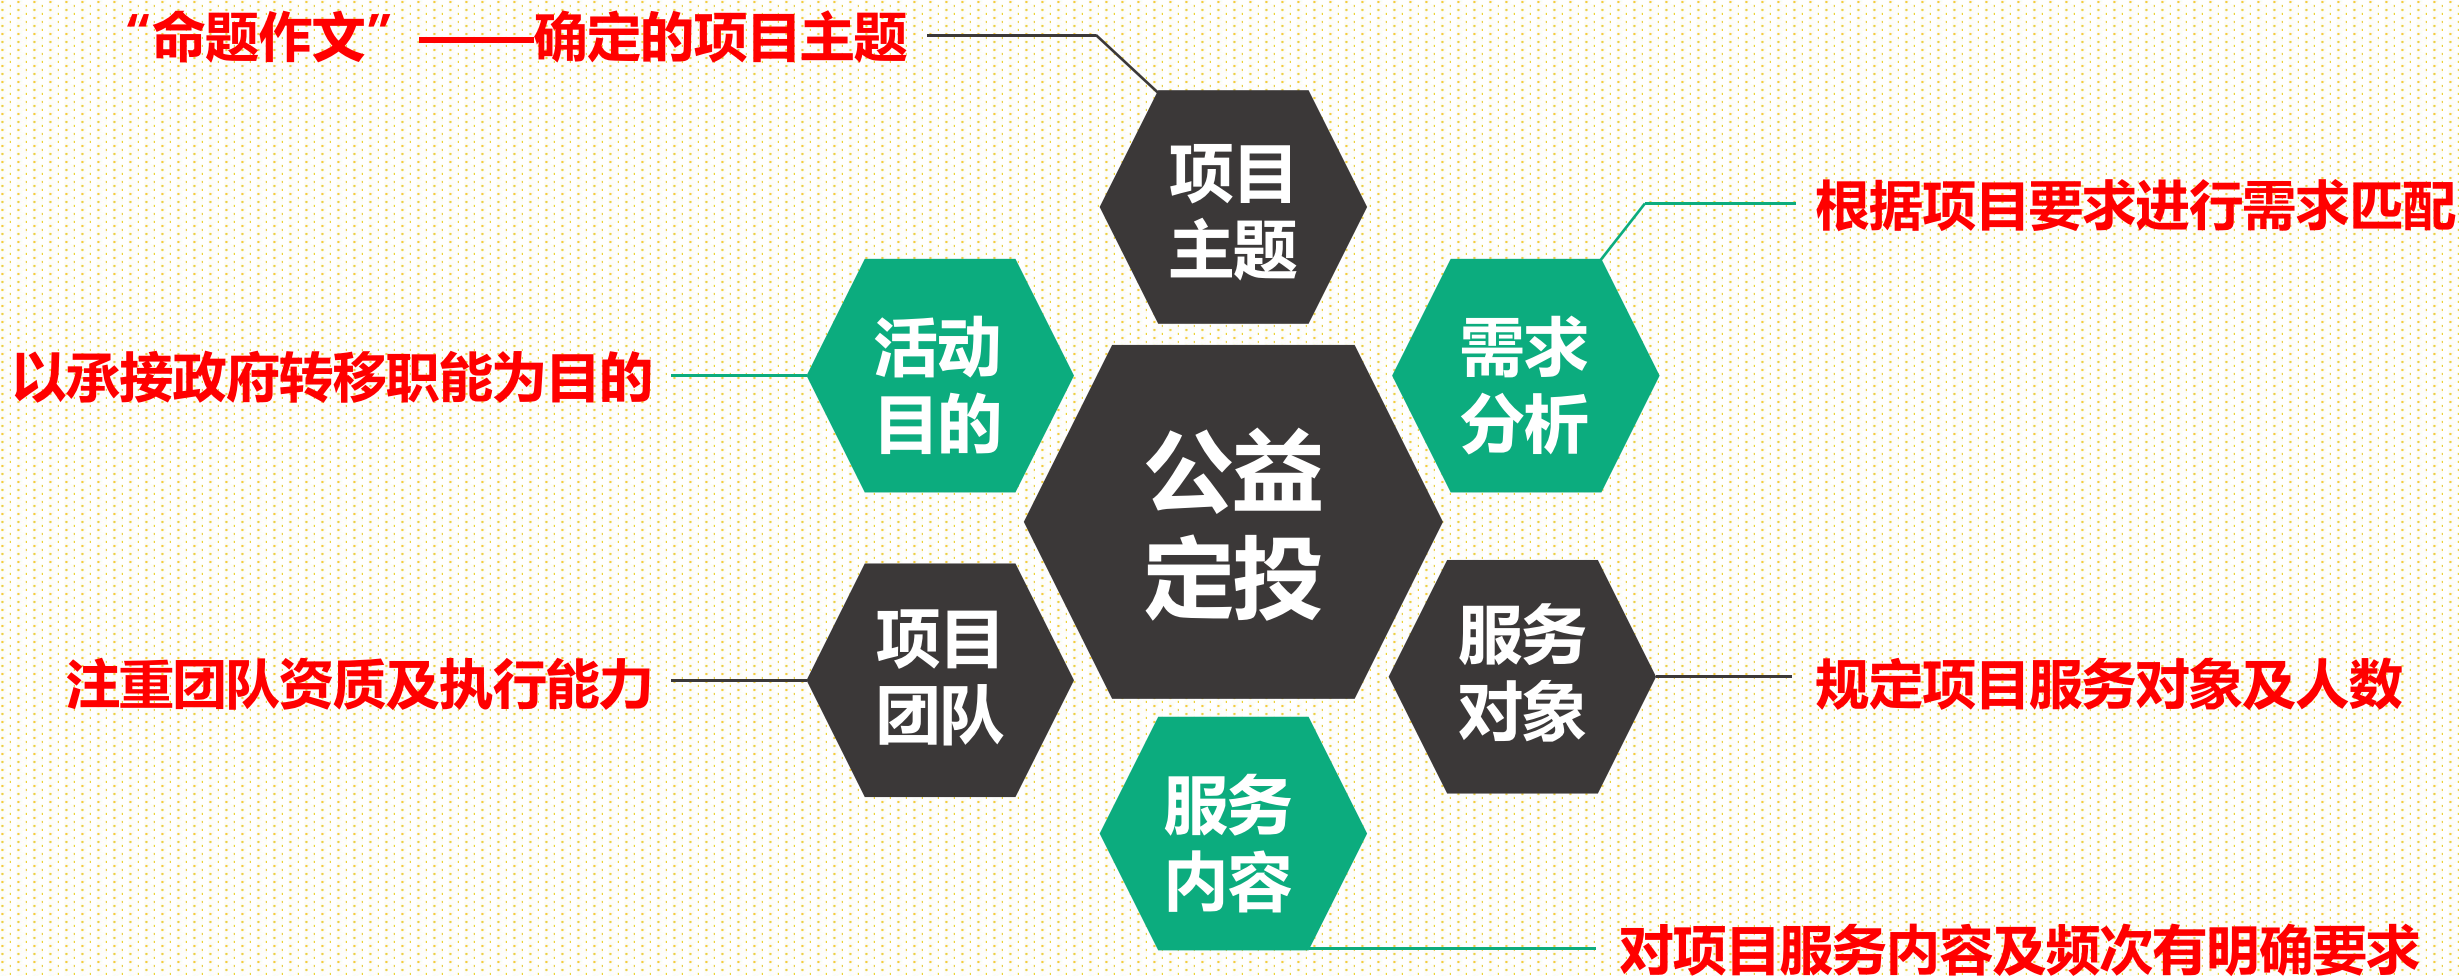 “命题作文” ——确定的项目主题
项目
主题
根据项目要求进行需求匹配
活动
目的
需求
分析
以承接政府转移职能为目的
公益
定投
项目
团队
服务
对象
注重团队资质及执行能力
规定项目服务对象及人数
服务
内容
对项目服务内容及频次有明确要求